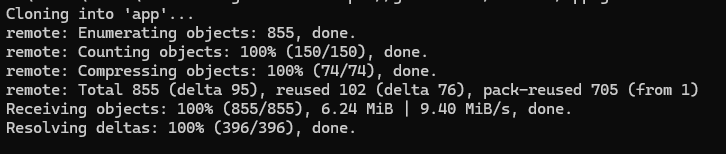 Cloning into 'app'...
remote: Enumerating objects: 855, done.
remote: Counting objects: 100% (150/150), done.
remote: Compressing objects: 100% (74/74), done.
remote: Total 855 (delta 95), reused 102 (delta 76), pack-reused 705 (from 1)
Receiving objects: 100% (855/855), 6.24 MiB | 9.40 MiB/s, done.
Resolving deltas: 100% (396/396), done.